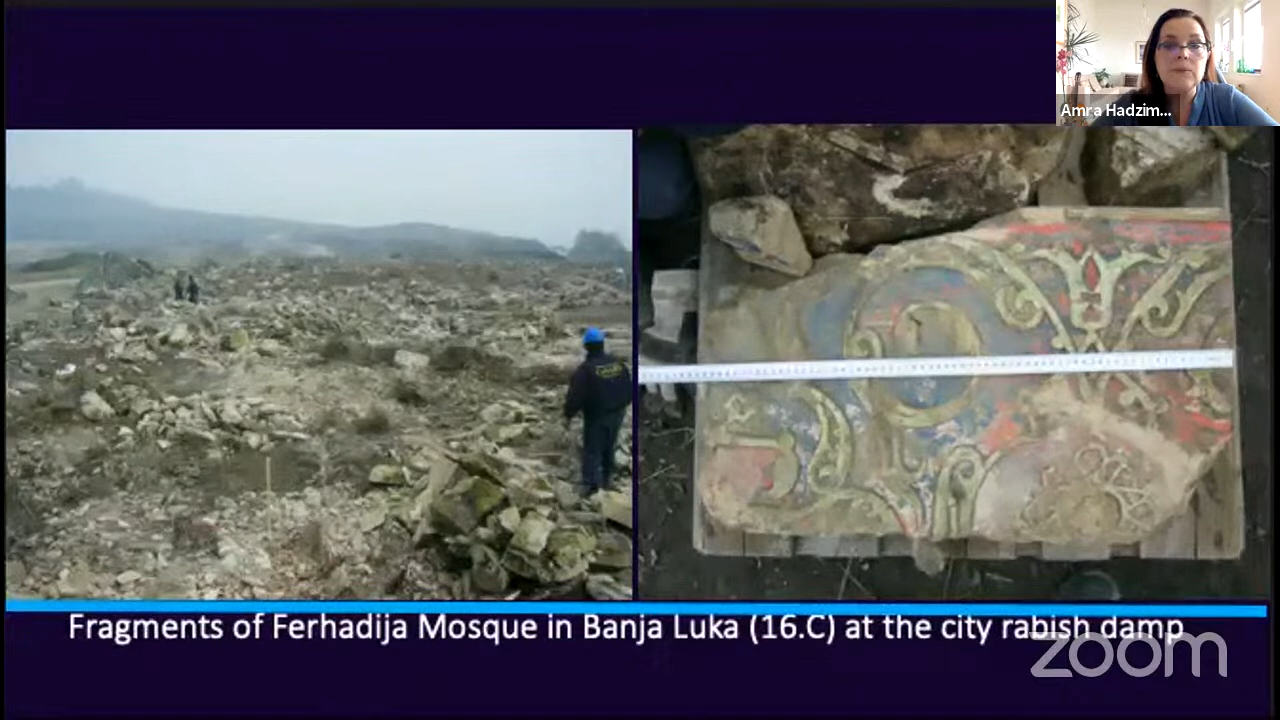 Amra Hadzim...
Fragments of Ferhadija Mosque in Banja Luka (16.C) at the city rabish damp
zoom